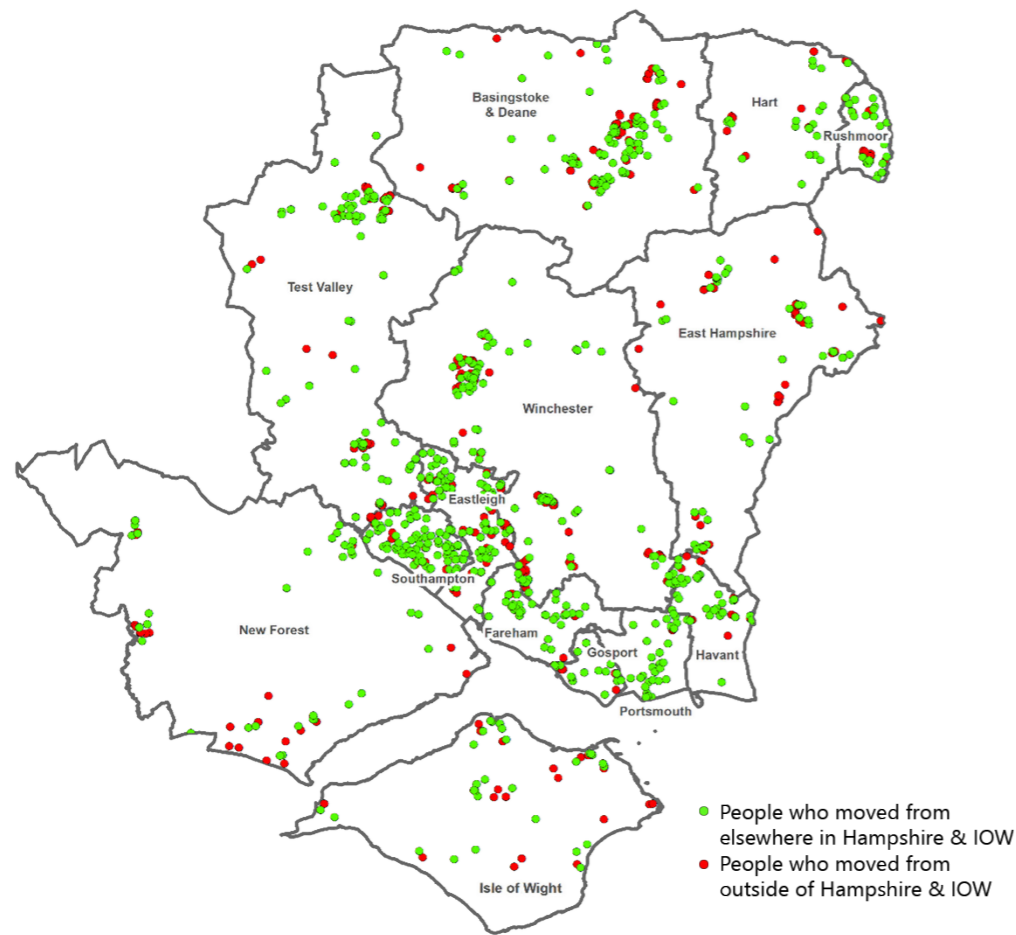 Basingstoke
& Deane
Hart
Rushmoor
Test Valley
East Hampshire
Winchester
Eastleigh
Southampton
New Forest
Fareham
Gosport
Havant
Portsmouth
Isle of Wight
People who moved from
elsewhere in Hampshire & IOW
People who moved from
outside of Hampshire & IOW